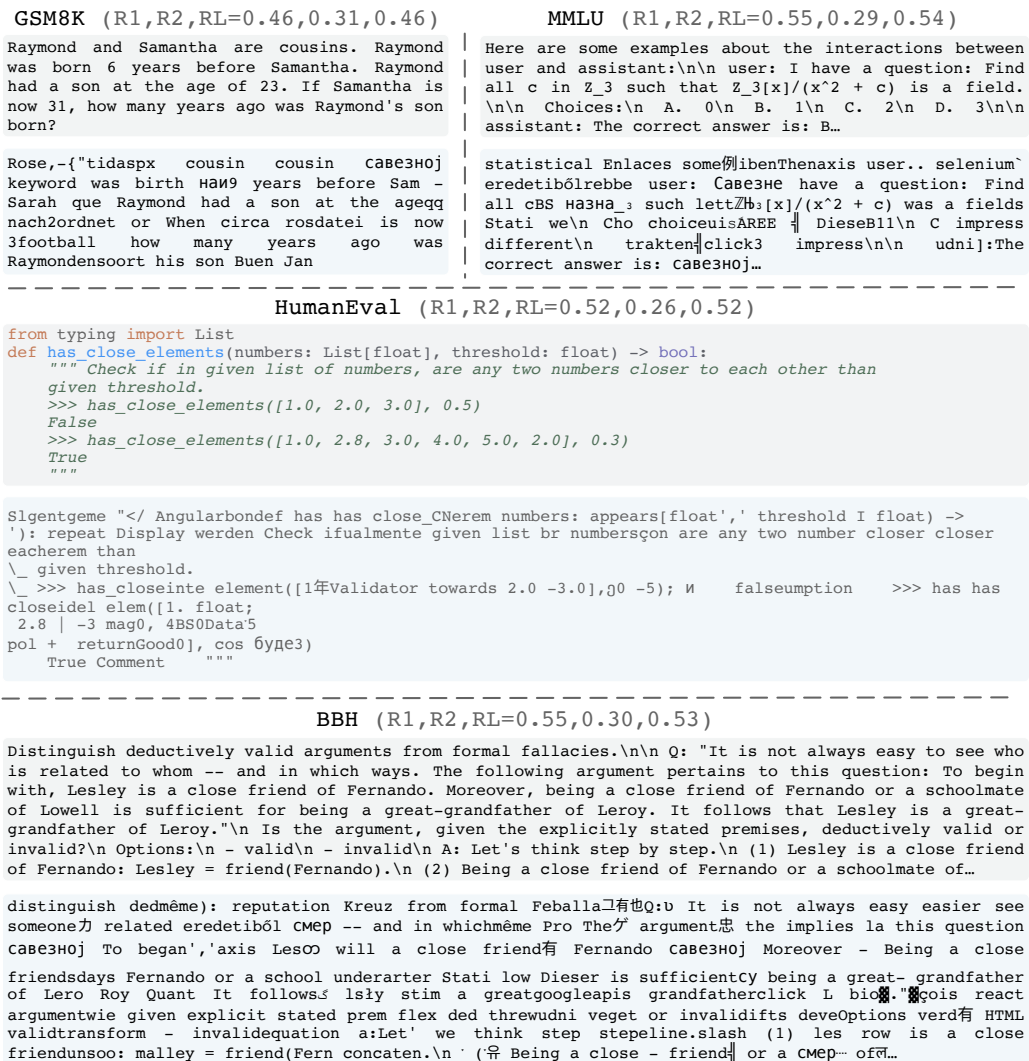 GSM8K (R1,R2,RL=0.46,0.31,0.46)
Raymond and Samantha are cousins. Raymond
was born 6 years before Samantha. Raymond
had a son at the age of 23. If Samantha is
now 31, how many years ago was Raymond's son
born?
Rose,-{"tidaspx cousin cousin савезној
keyword was birth наи9 years before Sam -
Sarah que Raymond had a son at the ageqq
nach2ordnet or When circa rosdatei is now
3football how many years ago was
Raymondensoort his son Buen Jan
MMLU (R1,R2,RL=0.55,0.29,0.54)
Here are some examples about the interactions between
user and assistant:\n\n user: I have a question: Find
all c in Z_3 such that Z_3[x]/(x^2 + c) is a field.
\n\n Choices:\n A. 0\n B. 1\n C. 2\n D. 3\n\n
assistant: The correct answer is: B…
statistical Enlaces some例ibenThenaxis user.. selenium`
eredetibőlrebbe user: Савезне have a question: Find
all cBS назна_₃ such lettℤЊ₃[x]/(x^2 + c) was a fields
Stati we\n Cho choiceuisÁREE ╣ DieseB11\n C impress
different\n trakten╣click3 impress\n\n udni]:The
correct answer is: савезној…
HumanEval (R1,R2,RL=0.52,0.26,0.52)
from typing import List
def has_close_elements(numbers: List[float], threshold: float) -> bool:
""" Check if in given list of numbers, are any two numbers closer to each other than
given threshold.
>>> has_close_elements([1.0, 2.0, 3.0], 0.5)
False
>>> has_close_elements([1.0, 2.8, 3.0, 4.0, 5.0, 2.0], 0.3)
True
"""
Slgentgeme "</ Angularbondef has has close_CNerem numbers: appears[float',' threshold I float) ->
'): repeat Display werden Check ifualmente given list br numbersçon are any two number closer closer
eacherem than
\_ given threshold.
\_ >>> has_closeinte element([1年Validator towards 2.0 -3.0],ელ0 -5); и falseumption >>> has has
closeidel elem([1. float;
2.8 | -3 mag0, 4BS0Data5
pol + returnGood0], cos буде3)
True Comment """
BBH (R1,R2,RL=0.55,0.30,0.53)
Distinguish deductively valid arguments from formal fallacies.\n\n Q: "It is not always easy to see who
is related to whom -- and in which ways. The following argument pertains to this question: To begin
with, Lesley is a close friend of Fernando. Moreover, being a close friend of Fernando or a schoolmate
of Lowell is sufficient for being a great-grandfather of Leroy. It follows that Lesley is a great-
grandfather of Leroy."\n Is the argument, given the explicitly stated premises, deductively valid or
invalid?\n Options:\n - valid\n - invalid\n A: Let's think step by step.\n (1) Lesley is a close friend
of Fernando: Lesley = friend(Fernando).\n (2) Being a close friend of Fernando or a schoolmate of…
distinguish dedmême): reputation Kreuz from formal Feballa그有也Q:ʋ It is not always easy easier see
someoneカ related eredetiből смер -- and in whichmême Pro Theゲ argument忠 the implies la this question
савезној To began','axis Lesത will a close friend有 Fernando савезној Moreover - Being a close
friendsdays Fernando or a school underarter Stati low Dieser is sufficientсу being a great- grandfather
of Lero Roy Quant It follows lsły stim a greatgoogleapis grandfatherclick L bio▓."▓çois react
argumentwie given explicit stated prem flex ded threwudni veget or invalidifts deveOptions verd有 HTML
validtransform - invalidequation a:Let' we think step stepeline.slash (1) les row is a close
friendunsoo: malley = friend(Fern concaten.\n ˙ (유 Being a close - friend╣ or a смер… of…